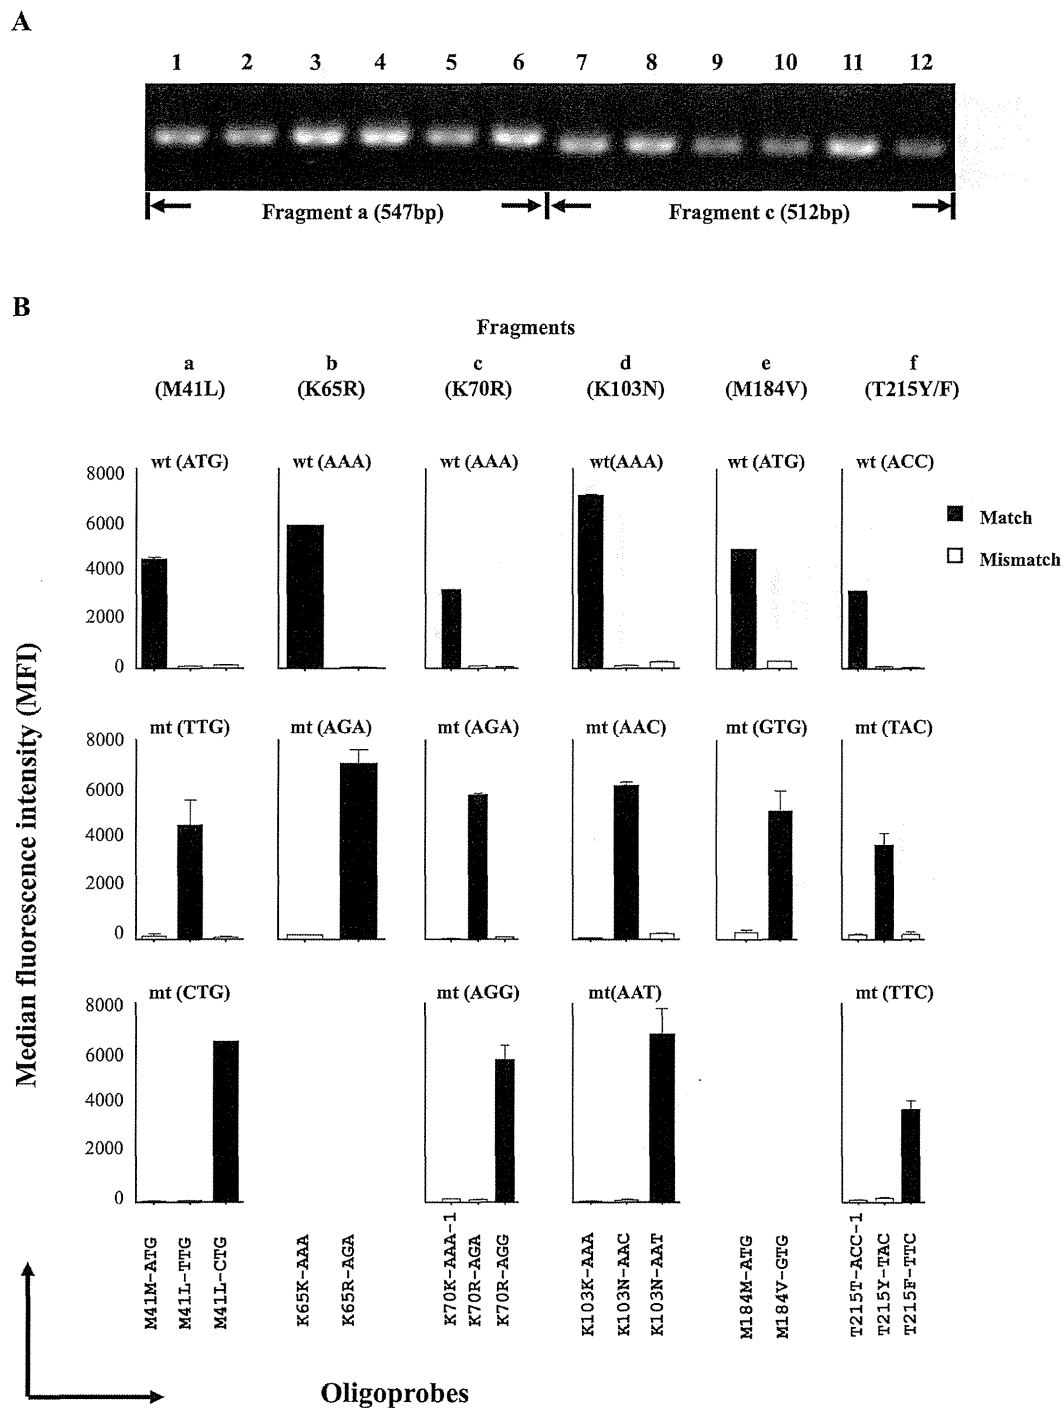 A
1 2 3 4 5 6 7 8 9 10 11 12
Fragment a (547bp) Fragment c (512bp)
B
Fragments
a b c d e f
(M41L) (K65R) (K70R) (K103N) (M184V) (T215Y/F)
wt (ATG) wt (AAA) wt (AAA) wt(AAA) wt (ATG) wt (ACC)
8000
6000
4000
2000
0
Match
Mismatch
mt (TTG) mt (AGA) mt (AGA) mt (AAC) mt (GTG) mt (TAC)
8000
6000
4000
2000
0
mt (CTG) mt (AGG) mt(AAT) mt (TTC)
8000
6000
4000
2000
0
Median fluorescence intensity (MFI)
M41M-ATG
M41L-TTG
M41L-CTG
K65K-AAA
K65R-AGA
K70K-AAA-1
K70R-AGA
K70R-AGG
K103K-AAA
K103N-AAC
K103N-AAT
M184M-ATG
M184V-GTG
T215T-ACC-1
T215Y-TAC
T215F-TTC
Oligoprobes